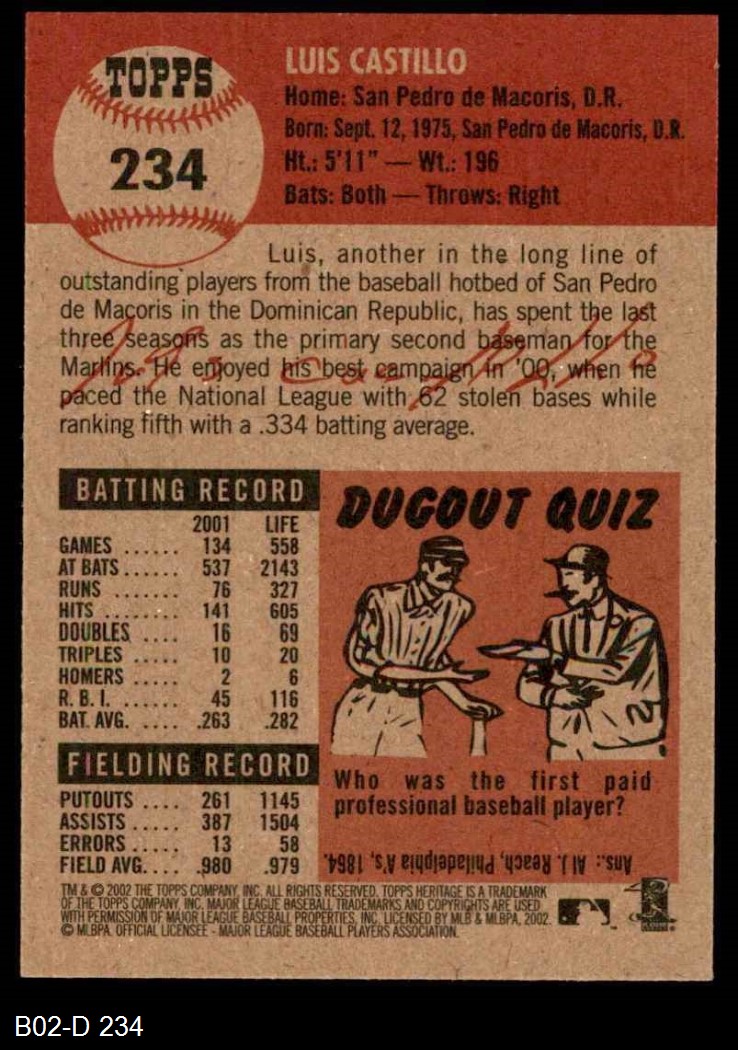 TOPPS
234
LUIS CASTILLO
Home: San Pedro de Macoris, D.R.
Born: Sept. 12, 1975, San Pedro de Macoris, D.R.
Ht.: 5'11" — Wt.: 196
Bats: Both — Throws: Right
Luis, another in the long line of
outstanding players from the baseball hotbed of San Pedro
de Macoris in the Dominican Republic, has spent the last
three seasons as the primary second baseman for the
Marlins. He enjoyed his best campaign in '00, when he
paced the National League with 62 stolen bases while
ranking fifth with a .334 batting average.
Luis Castillo
BATTING RECORD
2001 LIFE
GAMES ...... 134 558
AT BATS...... 537 2143
RUNS ...... 76 327
HITS ........ 141 605
DOUBLES .... 16 69
TRIPLES ..... 10 20
HOMERS ..... 2 6
R. B. I. ...... 45 116
BAT. AVG. .... .263 .282
FIELDING RECORD
PUTOUTS .... 261 1145
ASSISTS .... 387 1504
ERRORS .... 13 58
FIELD AVG.... .980 .979
DUGOUT QUIZ
Who was the first paid
professional baseball player?
Ans.: Al J. Reach, Philadelphia A's, 1864.
TM & © 2002 THE TOPPS COMPANY, INC. ALL RIGHTS RESERVED. TOPPS HERITAGE IS A TRADEMARK
OF THE TOPPS COMPANY, INC. MAJOR LEAGUE BASEBALL TRADEMARKS AND COPYRIGHTS ARE USED
WITH PERMISSION OF MAJOR LEAGUE BASEBALL PROPERTIES, INC. LICENSED BY MLB & MLBPA, 2002.
© MLBPA. OFFICIAL LICENSEE - MAJOR LEAGUE BASEBALL PLAYERS ASSOCIATION.
B02-D 234